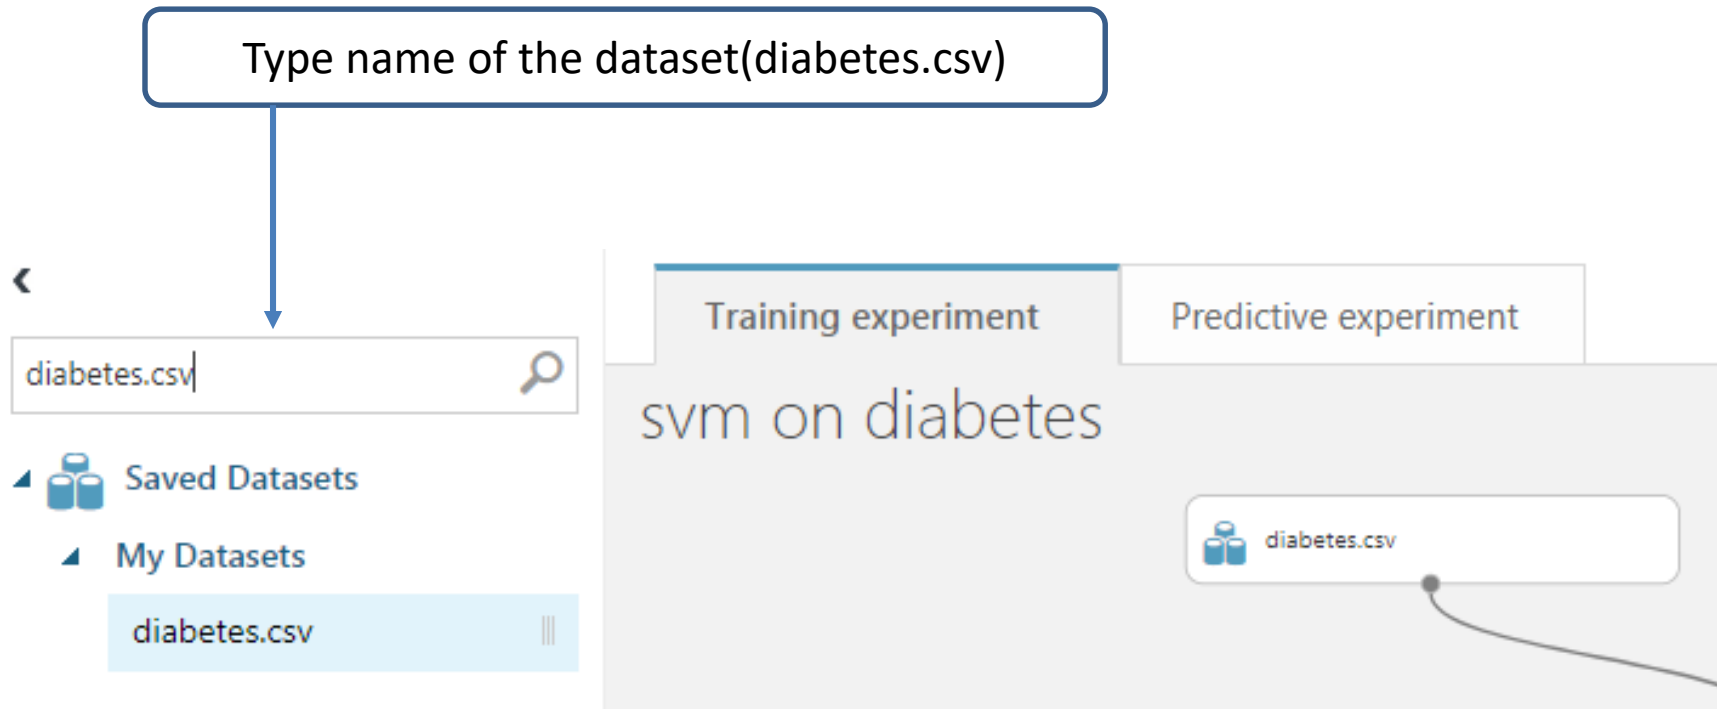 Type name of the dataset(diabetes.csv)
diabetes.csv
Saved Datasets
My Datasets
diabetes.csv
Training experiment
Predictive experiment
svm on diabetes
diabetes.csv